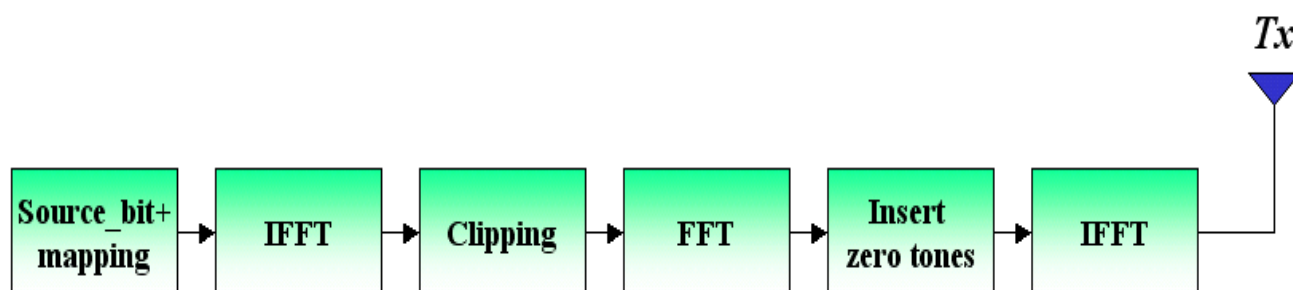 Tx
Source_bit+
mapping
IFFT
Clipping
FFT
Insert
zero tones
IFFT